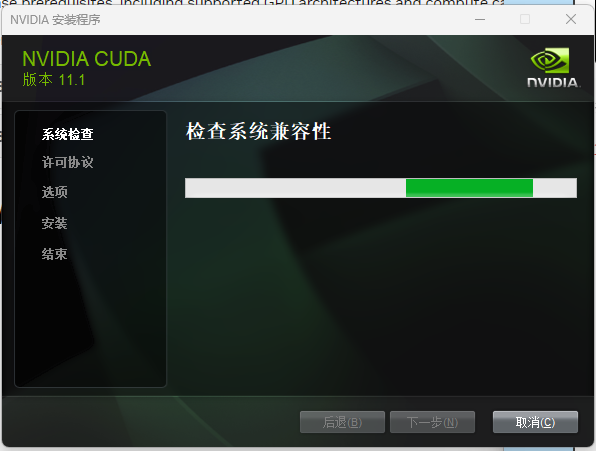 se prerequisites, including supported GPU architectures and compute ca
NVIDIA 安装程序
NVIDIA CUDA
版本 11.1
NVIDIA.
系统检查
许可协议
选项
安装
结束
检查系统兼容性
后退(B)
下一步(N)
取消(C)